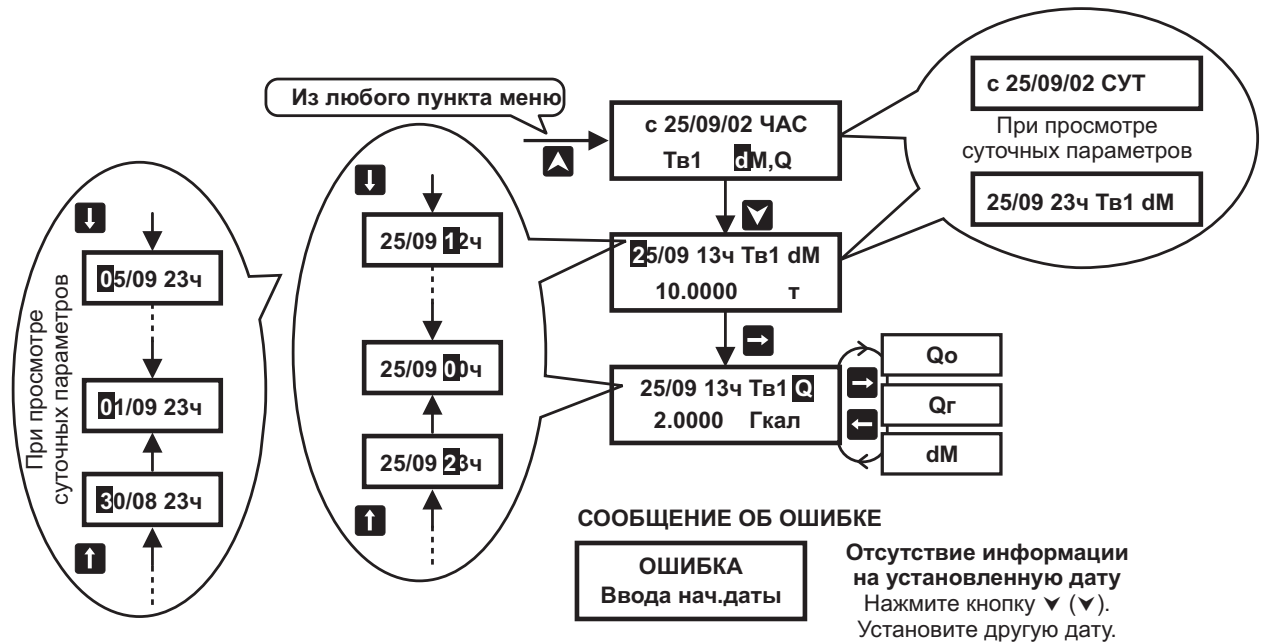 Из любого пункта меню
с 25/09/02 ЧАС
Тв1 dM,Q
с 25/09/02 СУТ
При просмотре
суточных параметров
25/09 23ч Тв1 dM
25/09 13ч Тв1 dM
10.0000 т
25/09 13ч Тв1 Q
2.0000 Гкал
Qо
Qг
dM
25/09 12ч
25/09 00ч
25/09 23ч
При просмотре
суточных параметров
05/09 23ч
01/09 23ч
30/08 23ч
СООБЩЕНИЕ ОБ ОШИБКЕ
ОШИБКА
Ввода нач.даты
Отсутствие информации
на установленную дату
Нажмите кнопку ⮟ (⮟).
Установите другую дату.